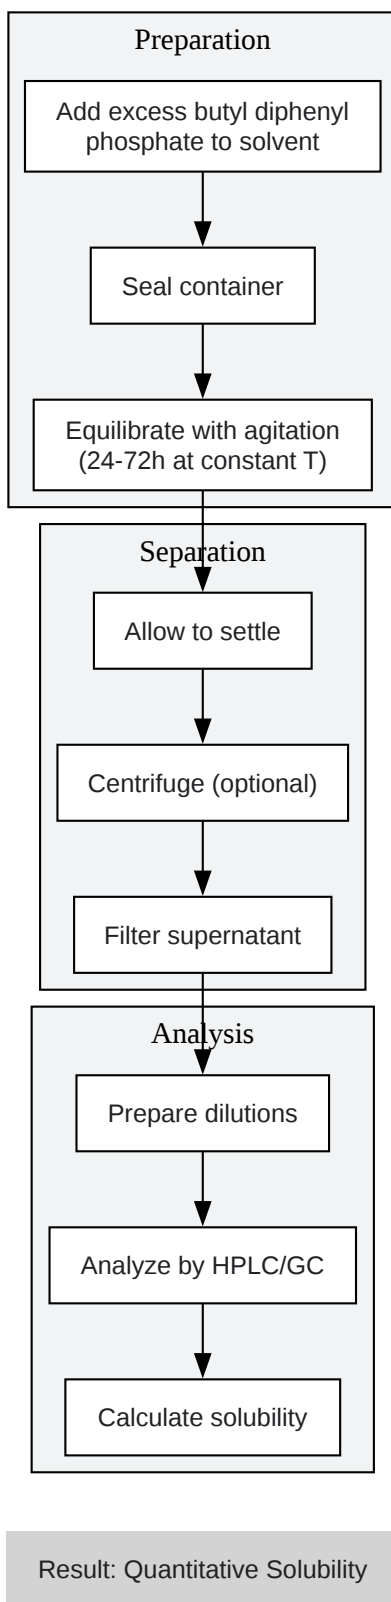 Preparation
Add excess butyl diphenyl
phosphate to solvent
Seal container
Equilibrate with agitation
(24-72h at constant T)
Separation
Allow to settle
Centrifuge (optional)
Filter supernatant
Analysis
Prepare dilutions
Analyze by HPLC/GC
Calculate solubility
Result: Quantitative Solubility